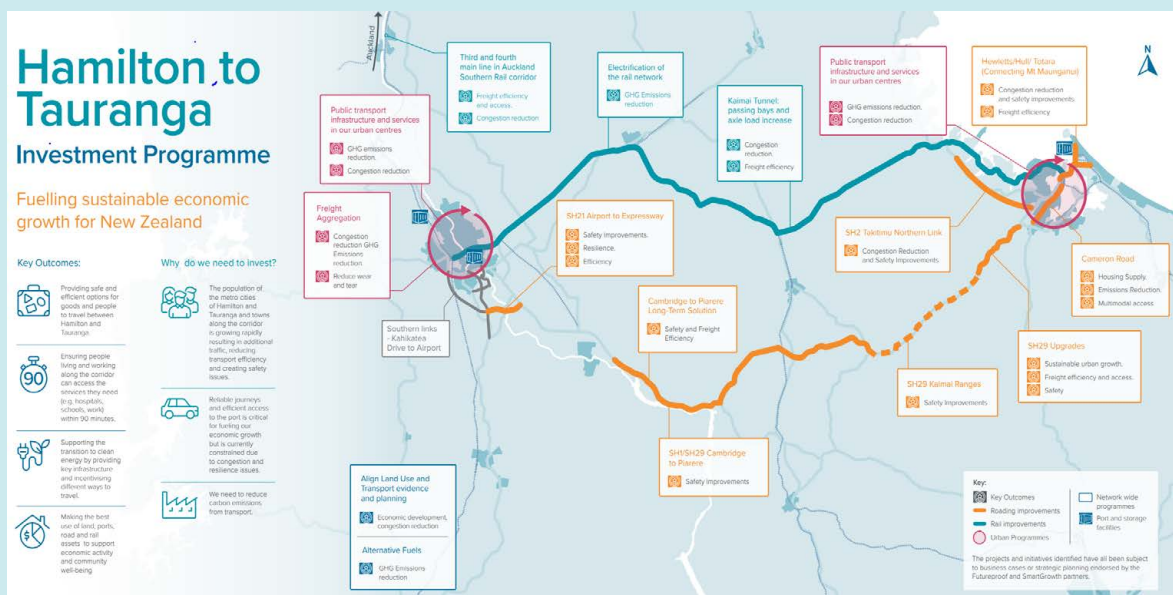 Hamilton to
Tauranga
Investment Programme
Fuelling sustainable economic
growth for New Zealand
Key Outcomes:
Providing safe and
efficient options for
goods and people
to travel between
Hamilton and
Tauranga.
90
Ensuring people
living and working
along the corridor
can access the
services they need
(e.g. hospitals,
schools, work)
within 90 minutes.
Supporting the
transition to clean
energy by providing
key infrastructure
and incentivising
different ways to
travel.
Making the best
use of land, ports,
road and rail
assets to support
economic activity
and community
well-being
Why do we need to invest?
The population of
the metro cities
of Hamilton and
Tauranga and towns
along the corridor
is growing rapidly
resulting in additional
traffic, reducing
transport efficiency
and creating safety
issues.
Reliable journeys
and efficient access
to the port is critical
for fueling our
economic growth
but is currently
constrained due
to congestion and
resilience issues.
We need to reduce
carbon emissions
from transport.
Auckland
Third and fourth
main line in Auckland
Southern Rail corridor
Freight efficiency
and access.
Congestion reduction
Public transport
infrastructure and services
in our urban centres
GHG emissions
reduction.
Congestion reduction
Freight
Aggregation
Congestion
reduction GHG
Emissions
reduction
Reduce wear
and tear
Electrification of
the rail network
GHG Emissions
reduction
Kaimai Tunnel:
passing bays and
axle load increase
Congestion
reduction.
Freight efficiency
Public transport
infrastructure and services
in our urban centres
GHG emissions reduction.
Congestion reduction
Hewletts/Hull/ Totara
(Connecting Mt Maunganui)
Congestion reduction
and safety improvements.
Freight efficiency
N
SH21 Airport to Expressway
Safety Improvements.
Resilience.
Efficiency
SH2 Takitimu Northern Link
Congestion Reduction
and Safety Improvements.
Cameron Road
Housing Supply.
Emissions Reduction.
Multimodal access
Southern links
- Kahikatea
Drive to Airport
Cambridge to Piarere
Long-Term Solution
Safety and Freight
Efficiency
SH29 Upgrades
Sustainable urban growth.
Freight efficiency and access.
Safety
SH29 Kaimai Ranges
Safety Improvements
SH1/SH29 Cambridge
to Piarere
Safety improvements
Align Land Use and
Transport evidence
and planning
Economic development,
congestion reduction
Alternative Fuels
GHG Emissions
reduction
Key:
Key Outcomes
Roading improvements
Rail improvements
Urban Programmes
Network wide
programmes
Port and storage
facilities
The projects and initiatives identified have all been subject
to business cases or strategic planning endorsed by the
Futureproof and SmartGrowth partners.